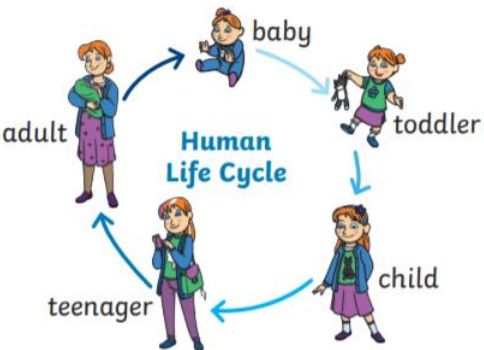 baby
toddler
adult
Human
Life Cycle
child
teenager